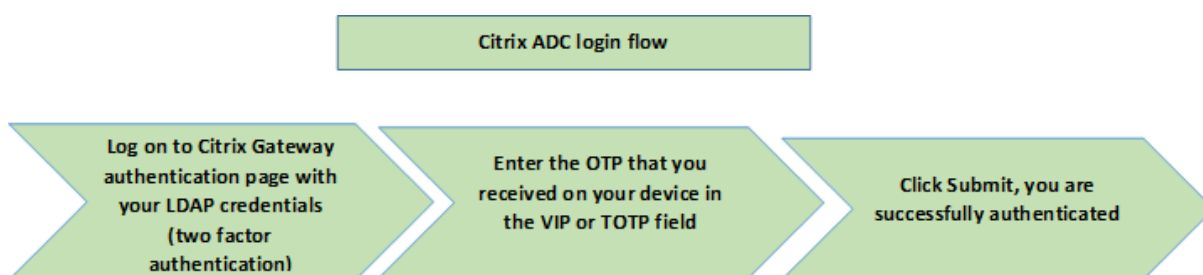 Citrix ADC login flow
Log on to Citrix Gateway
authentication page with
your LDAP credentials
(two factor
authentication)
Enter the OTP that you
received on your device in
the VIP or TOTP field
Click Submit, you are
successfully authenticated